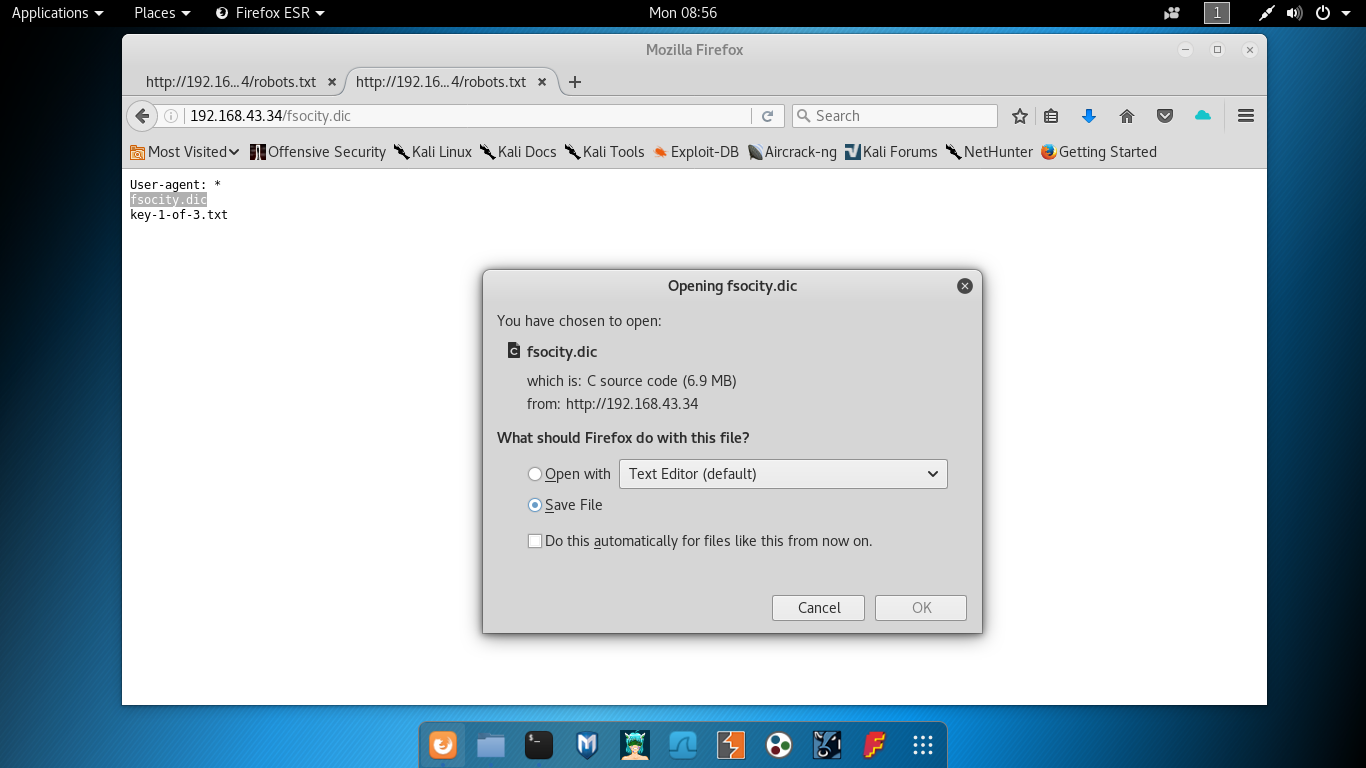 Applications Places Firefox ESR Mon 08:56 1
Mozilla Firefox
http://192.16...4/robots.txt http://192.16...4/robots.txt
192.168.43.34/fsocity.dic Search
Most Visited Offensive Security Kali Linux Kali Docs Kali Tools Exploit-DB Aircrack-ng Kali Forums NetHunter Getting Started
User-agent: *
fsocity.dic
key-1-of-3.txt
Opening fsocity.dic
You have chosen to open:
C fsocity.dic
which is: C source code (6.9 MB)
from: http://192.168.43.34
What should Firefox do with this file?
Open with Text Editor (default)
Save File
Do this automatically for files like this from now on.
Cancel OK